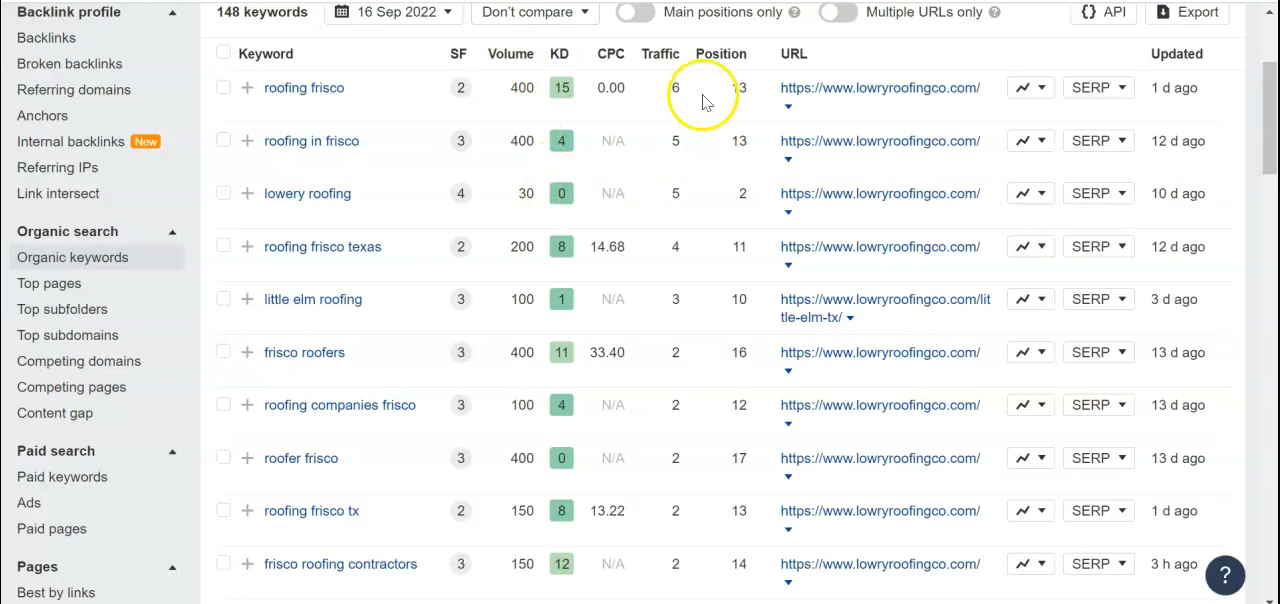 Backlink profile
Backlinks
Broken backlinks
Referring domains
Anchors
Internal backlinks New
Referring IPs
Link intersect
Organic search
Organic keywords
Top pages
Top subfolders
Top subdomains
Competing domains
Competing pages
Content gap
Paid search
Paid keywords
Ads
Paid pages
Pages
Best by links
148 keywords 16 Sep 2022 Don't compare Main positions only ? Multiple URLs only ? {} API Export
Keyword SF Volume KD CPC Traffic Position URL Updated
+ roofing frisco 2 400 15 0.00 6 13 https://www.lowryroofingco.com/ SERP 1 d ago
+ roofing in frisco 3 400 4 N/A 5 13 https://www.lowryroofingco.com/ SERP 12 d ago
+ lowery roofing 4 30 0 N/A 5 2 https://www.lowryroofingco.com/ SERP 10 d ago
+ roofing frisco texas 2 200 8 14.68 4 11 https://www.lowryroofingco.com/ SERP 12 d ago
+ little elm roofing 3 100 1 N/A 3 10 https://www.lowryroofingco.com/lit SERP 3 d ago
tle-elm-tx/
+ frisco roofers 3 400 11 33.40 2 16 https://www.lowryroofingco.com/ SERP 13 d ago
+ roofing companies frisco 3 100 4 N/A 2 12 https://www.lowryroofingco.com/ SERP 13 d ago
+ roofer frisco 3 400 0 N/A 2 17 https://www.lowryroofingco.com/ SERP 13 d ago
+ roofing frisco tx 2 150 8 13.22 2 13 https://www.lowryroofingco.com/ SERP 1 d ago
+ frisco roofing contractors 3 150 12 N/A 2 14 https://www.lowryroofingco.com/ SERP 3 h ago
?